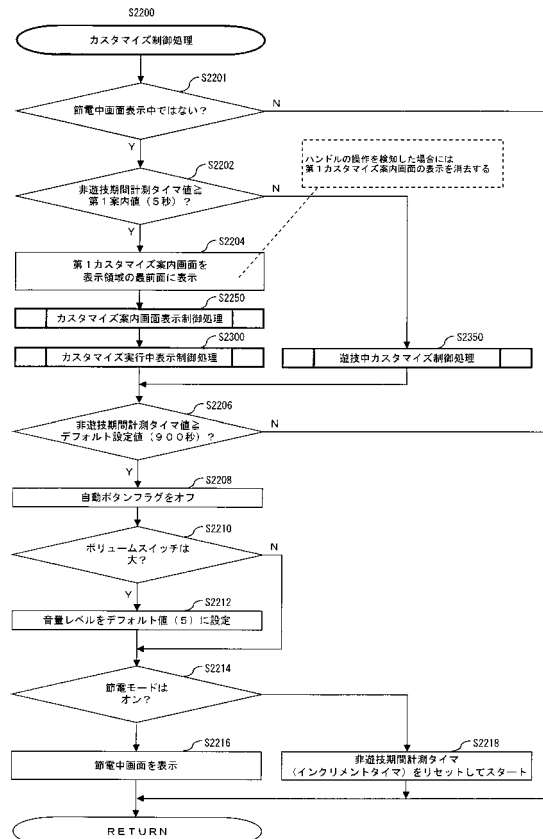 S2200
カスタマイズ制御処理
S2201
節電中画面表示中ではない？
N
Y
S2202
非遊技期間計測タイマ値≧
第1案内値（5秒）？
N
Y
ハンドルの操作を検知した場合には
第1カスタマイズ案内画面の表示を消去する
S2204
第1カスタマイズ案内画面を
表示領域の最前面に表示
S2250
カスタマイズ案内画面表示制御処理
S2300
カスタマイズ実行中表示制御処理
S2350
遊技中カスタマイズ制御処理
S2206
非遊技期間計測タイマ値≧
デフォルト設定値（900秒）？
N
Y
S2208
自動ボタンフラグをオフ
S2210
ボリュームスイッチは
大？
N
Y
S2212
音量レベルをデフォルト値（5）に設定
S2214
節電モードは
オン？
Y
S2216
節電中画面を表示
S2218
非遊技期間計測タイマ
（インクリメントタイマ）をリセットしてスタート
RETURN